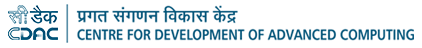 सी डैक
CDAC
प्रगत संगणन विकास केंद्र
CENTRE FOR DEVELOPMENT OF ADVANCED COMPUTING